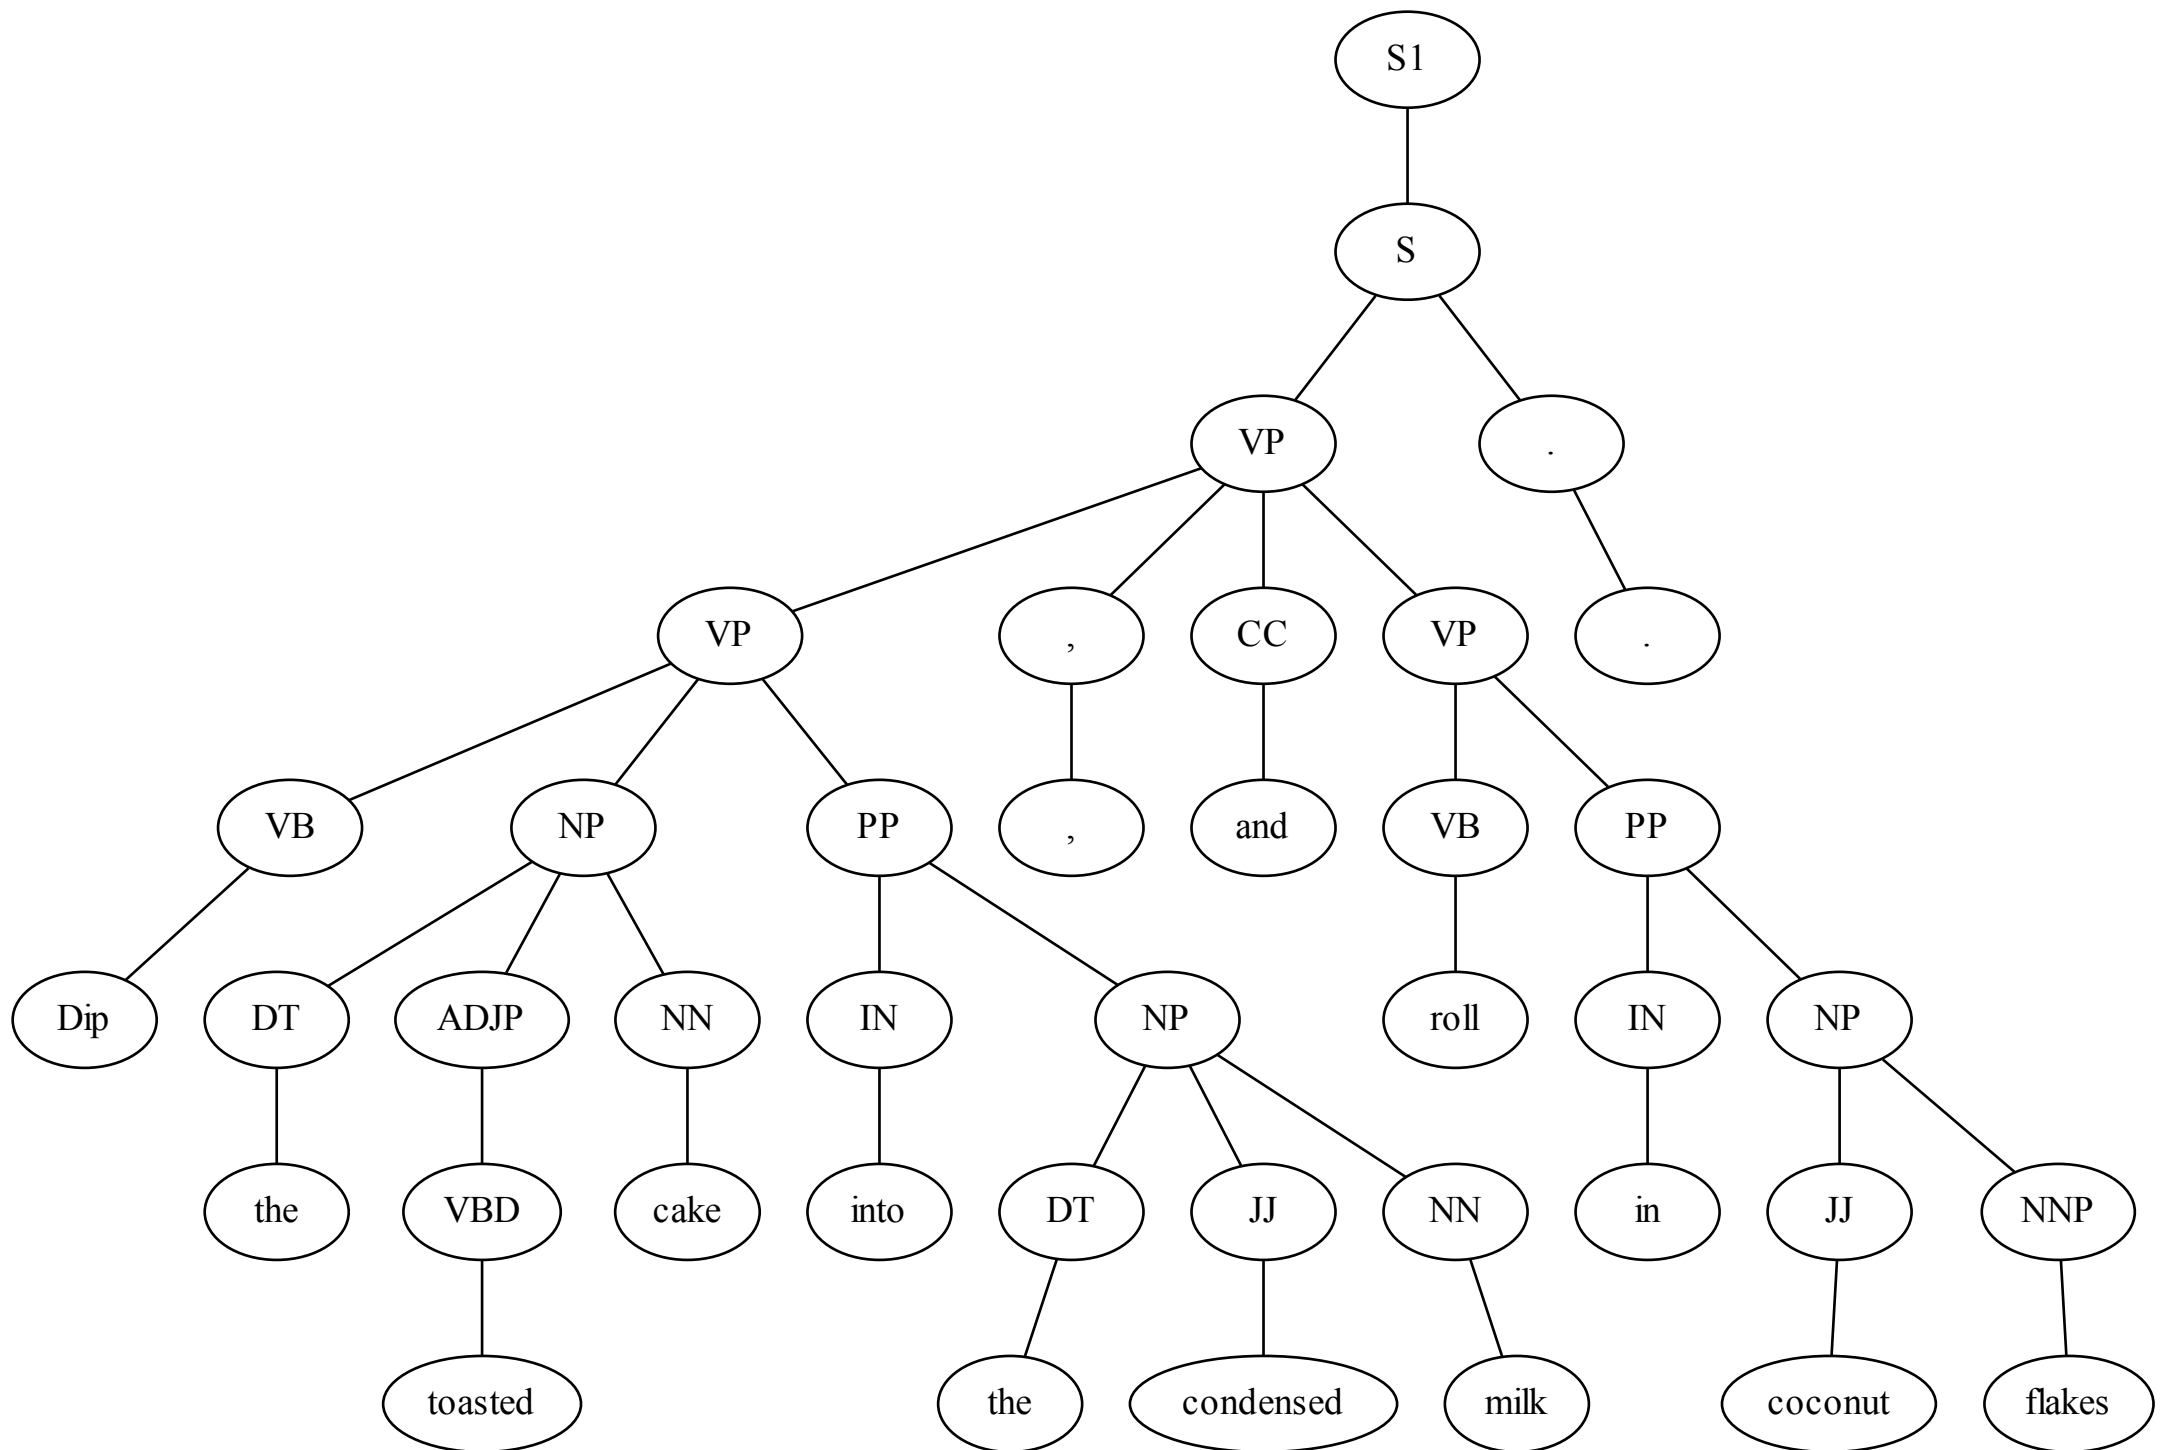 S1
S
VP .
VP , CC VP .
VB NP PP , and VB PP
Dip DT ADJP NN IN NP roll IN NP
the VBD cake into DT JJ NN in JJ NNP
toasted the condensed milk coconut flakes